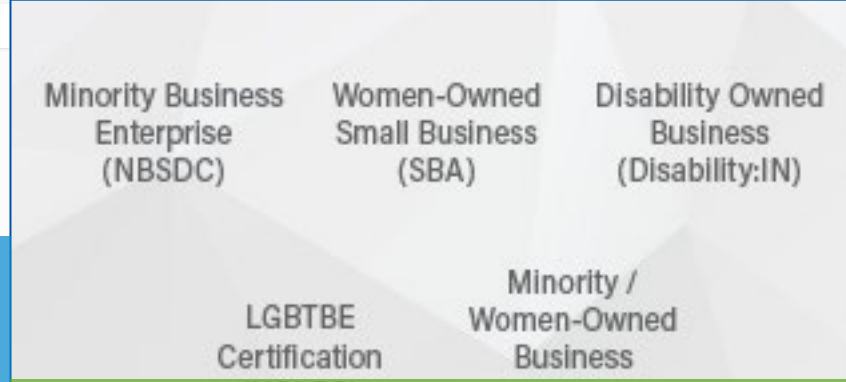 Minority Business
Enterprise
(NBSDC)
Women-Owned
Small Business
(SBA)
Disability Owned
Business
(Disability:IN)
LGBTBE
Certification
Minority /
Women-Owned
Business